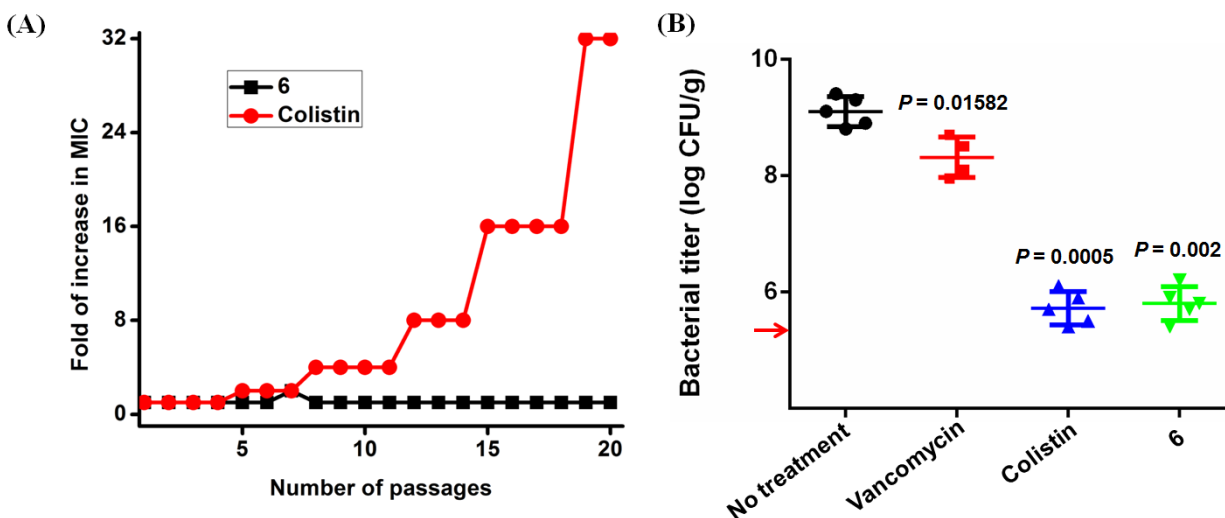 (A)
32
24
16
8
0
Fold of increase in MIC
6
Colistin
5
10
15
20
Number of passages
(B)
10
8
6
Bacterial titer (log CFU/g)
P = 0.01582
P = 0.0005
P = 0.002
No treatment
Vancomycin
Colistin
6